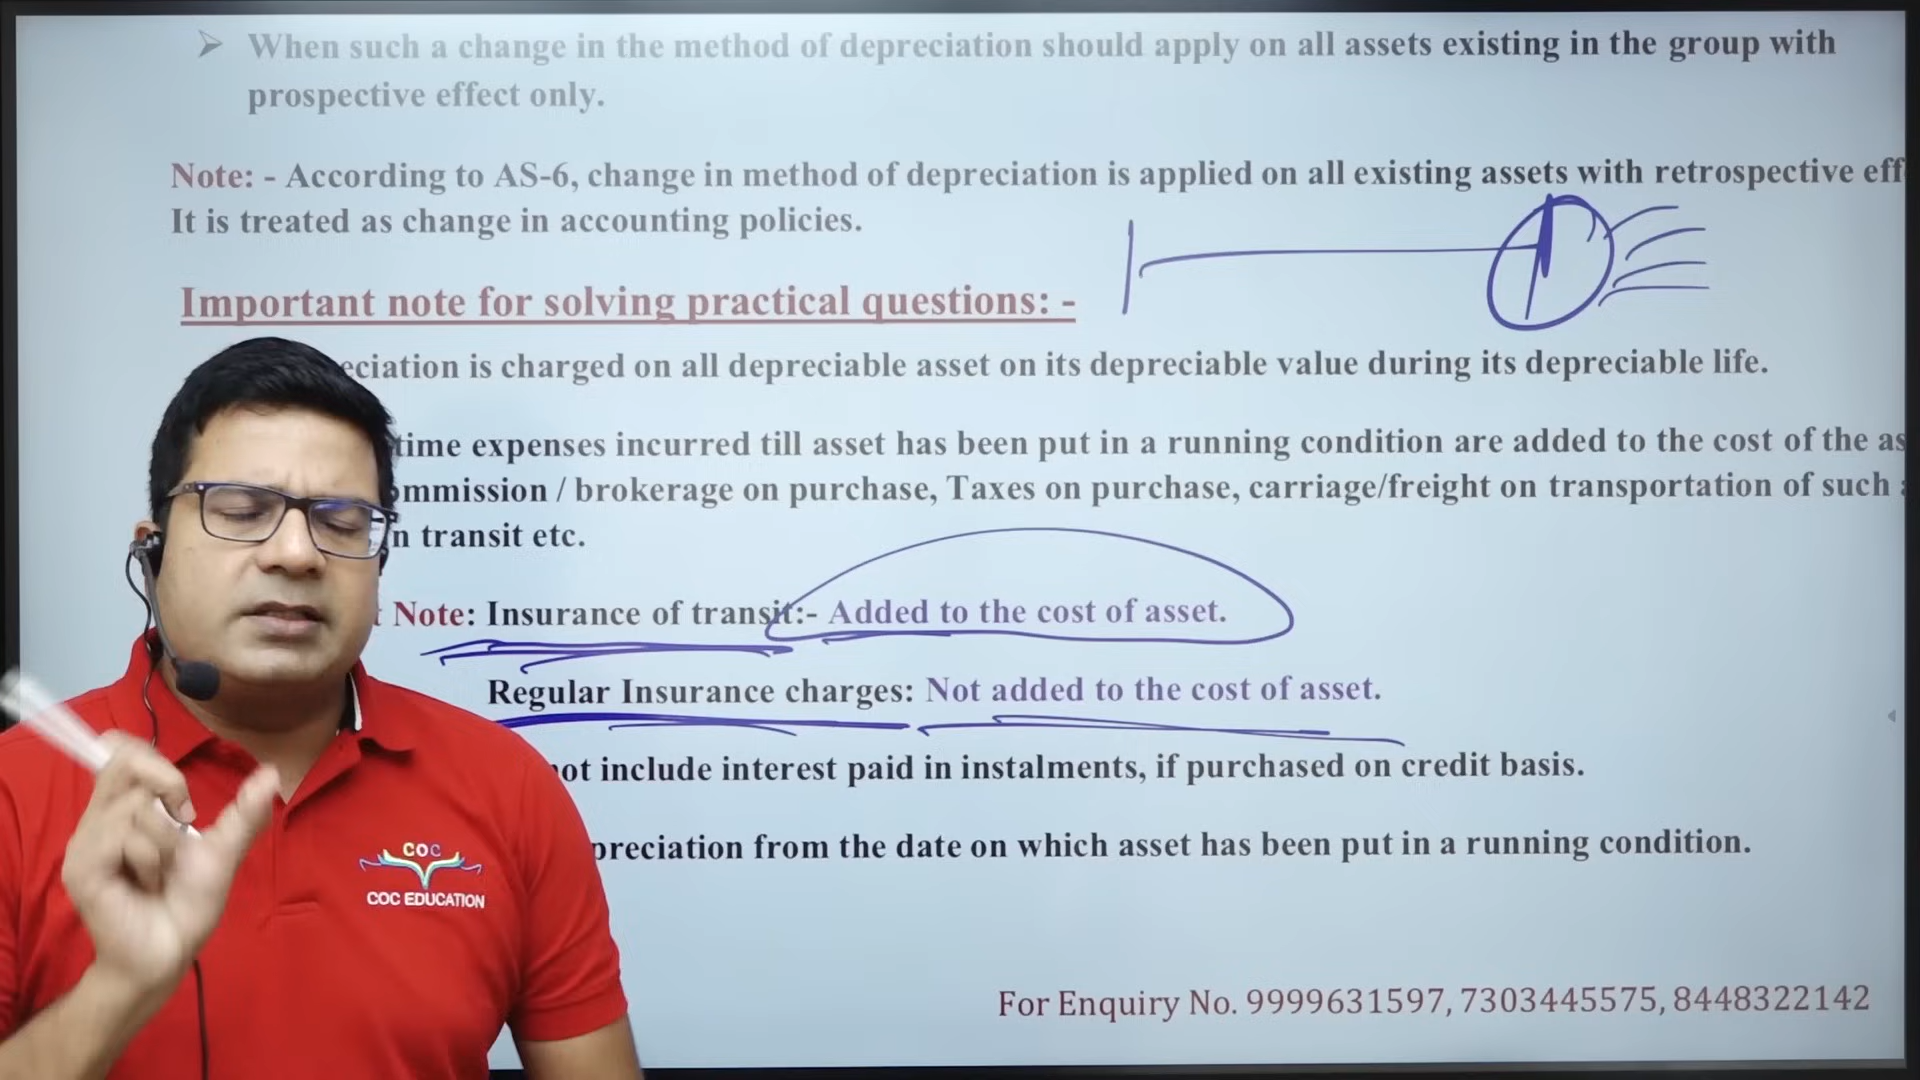 ➢ When such a change in the method of depreciation should apply on all assets existing in the group with
prospective effect only.
Note: - According to AS-6, change in method of depreciation is applied on all existing assets with retrospective eff
It is treated as change in accounting policies.
Important note for solving practical questions: -
eciation is charged on all depreciable asset on its depreciable value during its depreciable life.
time expenses incurred till asset has been put in a running condition are added to the cost of the as
mmission / brokerage on purchase, Taxes on purchase, carriage/freight on transportation of such
n transit etc.
t Note: Insurance of transit:- Added to the cost of asset.
Regular Insurance charges: Not added to the cost of asset.
ot include interest paid in instalments, if purchased on credit basis.
preciation from the date on which asset has been put in a running condition.
COC
COC EDUCATION
For Enquiry No. 9999631597, 7303445575, 8448322142